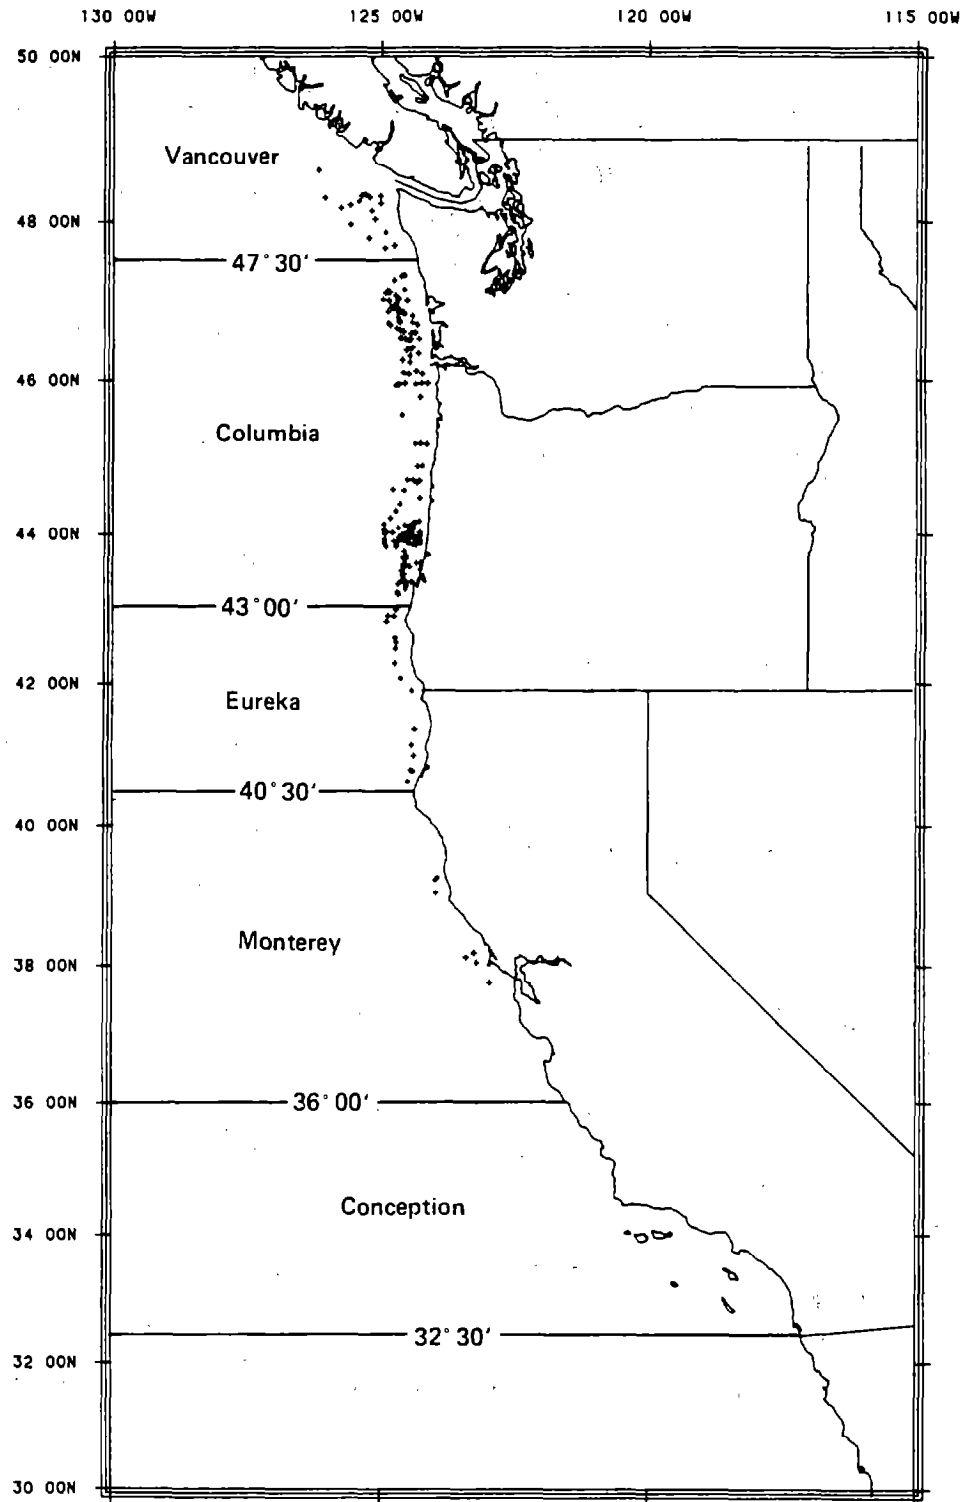 130 00W 125 00W 120 00W 115 00W
50 00N
Vancouver
48 00N
47°30'
46 00N
Columbia
44 00N
43°00'
42 00N
Eureka
40°30'
40 00N
Monterey
38 00N
36 00N
36°00'
Conception
34 00N
32°30'
32 00N
30 00N